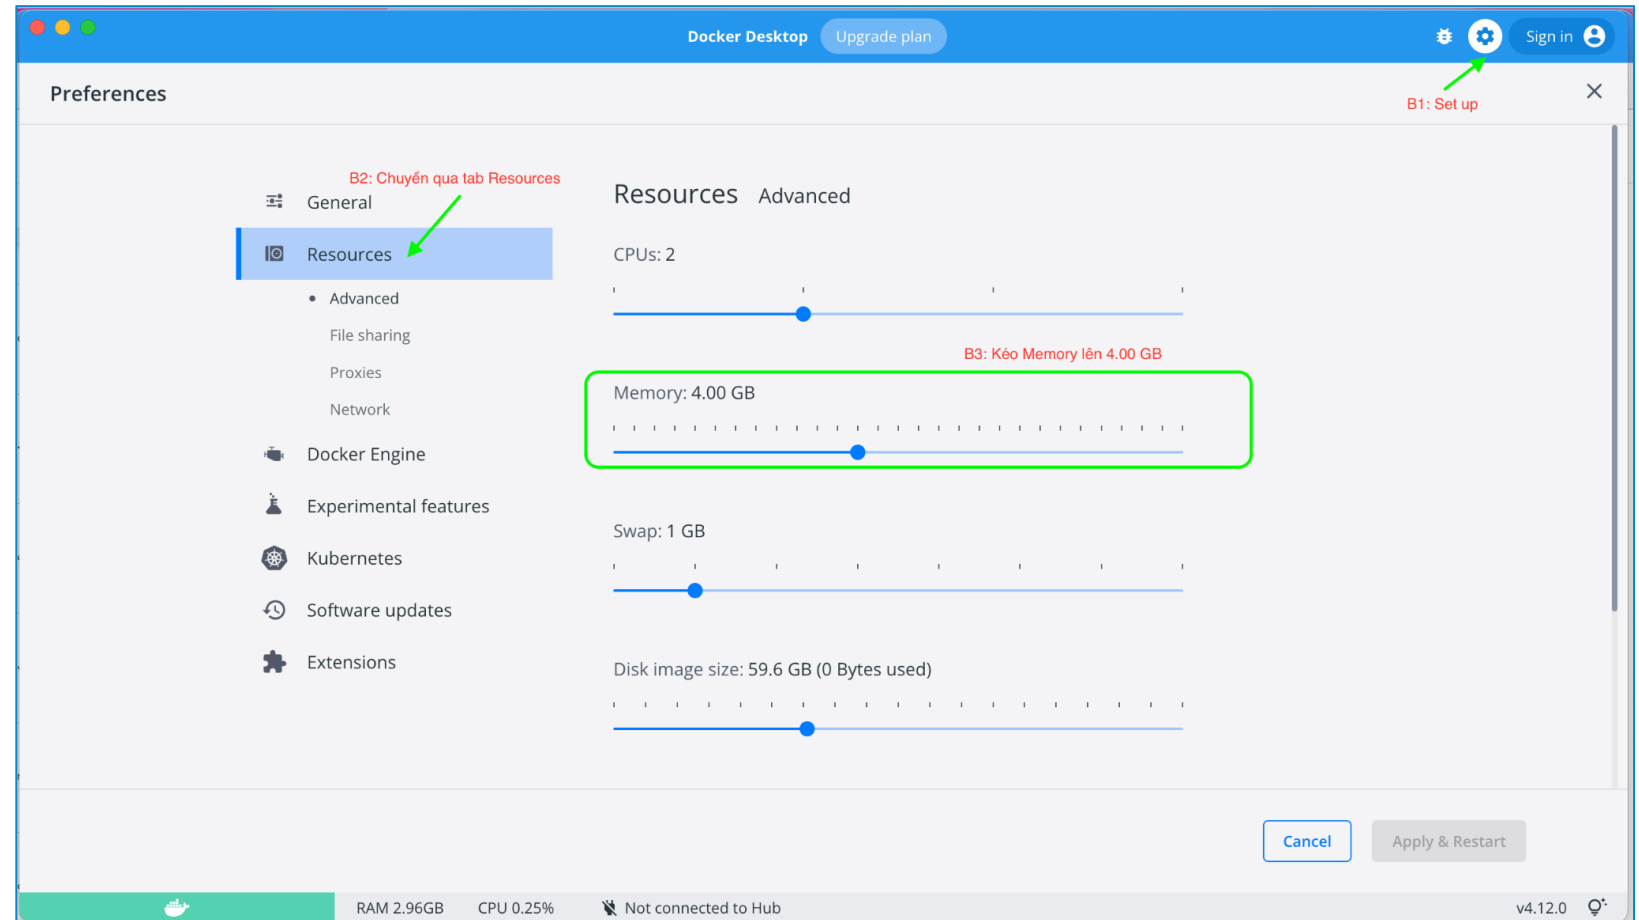 Docker Desktop
Upgrade plan
Sign in
Preferences
B1: Set up
B2: Chuyển qua tab Resources
General
Resources
Advanced
File sharing
Proxies
Network
Docker Engine
Experimental features
Kubernetes
Software updates
Extensions
Resources Advanced
CPUs: 2
B3: Kéo Memory lên 4.00 GB
Memory: 4.00 GB
Swap: 1 GB
Disk image size: 59.6 GB (0 Bytes used)
Cancel
Apply & Restart
RAM 2.96GB
CPU 0.25%
Not connected to Hub
v4.12.0